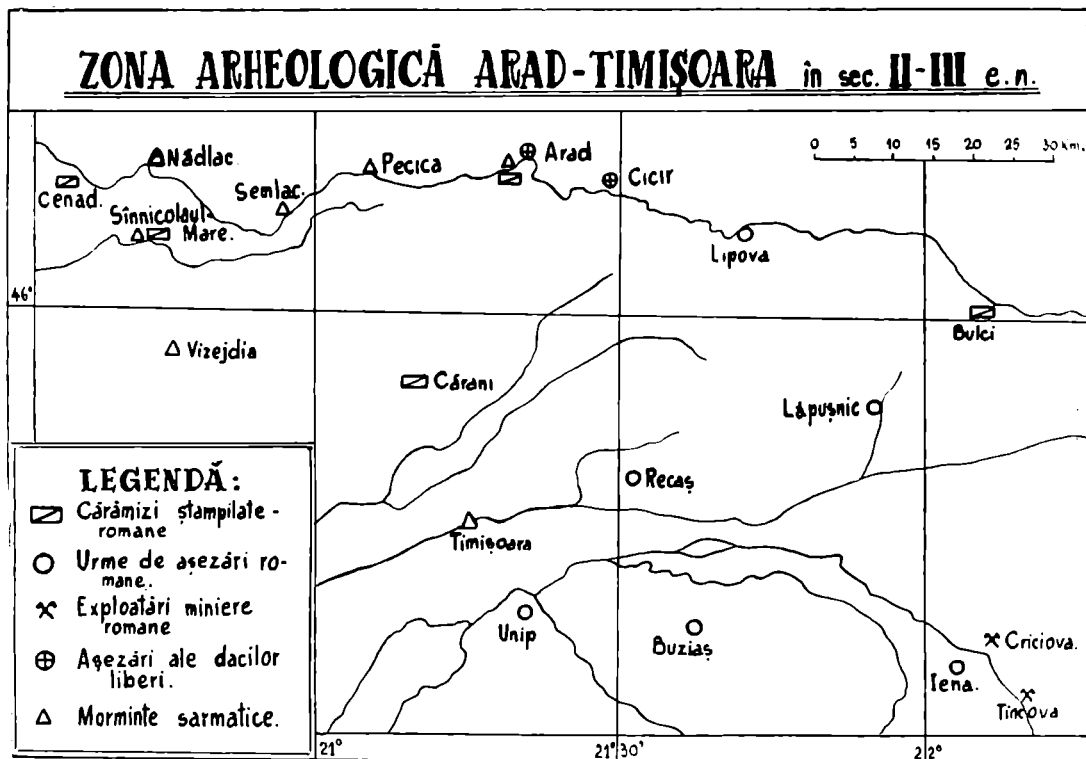 ZONA ARHEOLOGICĂ ARAD-TIMIȘOARA în sec. II-III e.n.
0 5 10 15 20 25 30 Km.
Nădlac
Cenad.
Semlac.
Pecica
Arad
Cicir
Sînnicolaul-
Mare.
Lipova
46°
Bulci
Vizejdia
Cărani
Lăpușnic
Recaș
Timișoara
Unip
Buziaș
Criciova.
Iena.
Tincova
LEGENDĂ:
Cărămizi ștampilate-
romane
Urme de așezări ro-
mane.
Exploatări miniere
romane
Așezări ale dacilor
liberi.
Morminte sarmatice.
21°
21°30'
22°